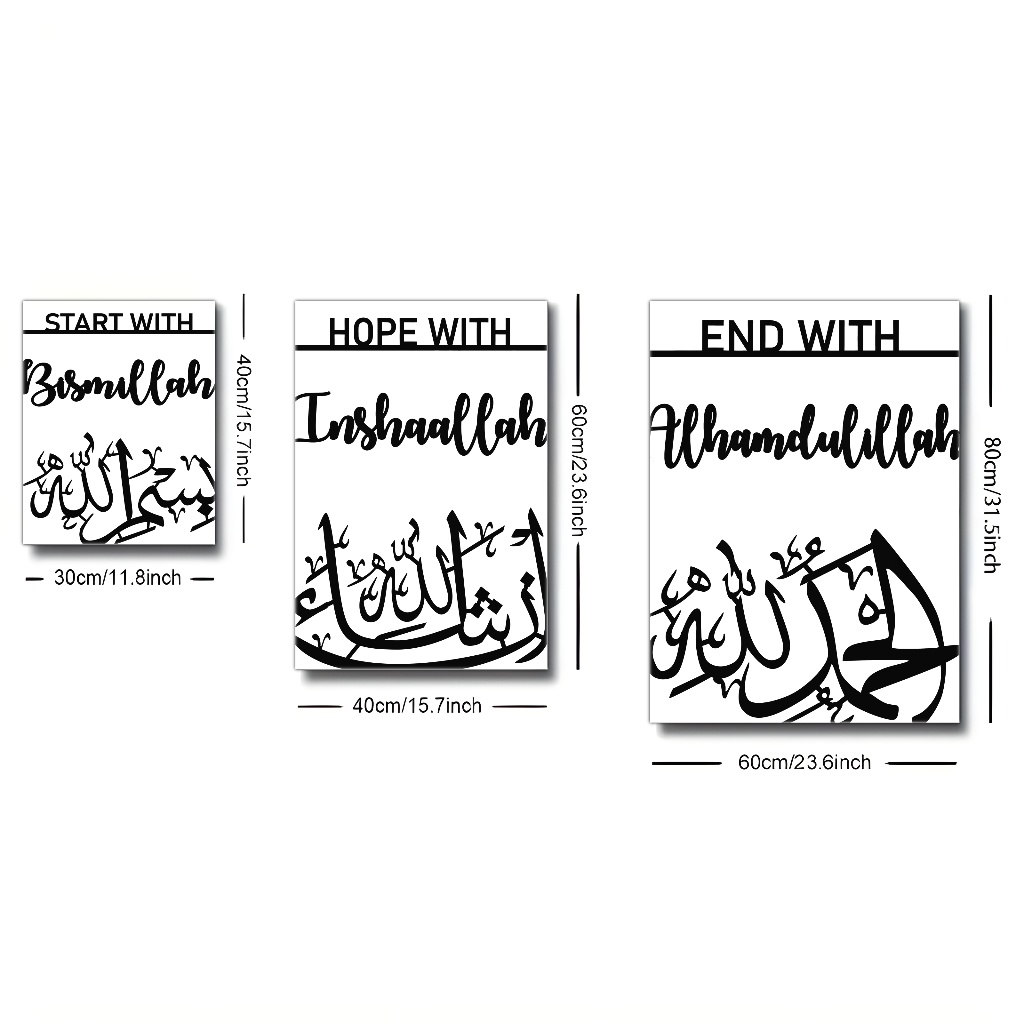 START WITH
Bismillah
بسم الله
40cm/15.7inch
30cm/11.8inch
HOPE WITH
Inshaallah
إن شاء الله
60cm/23.6inch
40cm/15.7inch
END WITH
Alhamdulillah
الحمد لله
80cm/31.5inch
60cm/23.6inch